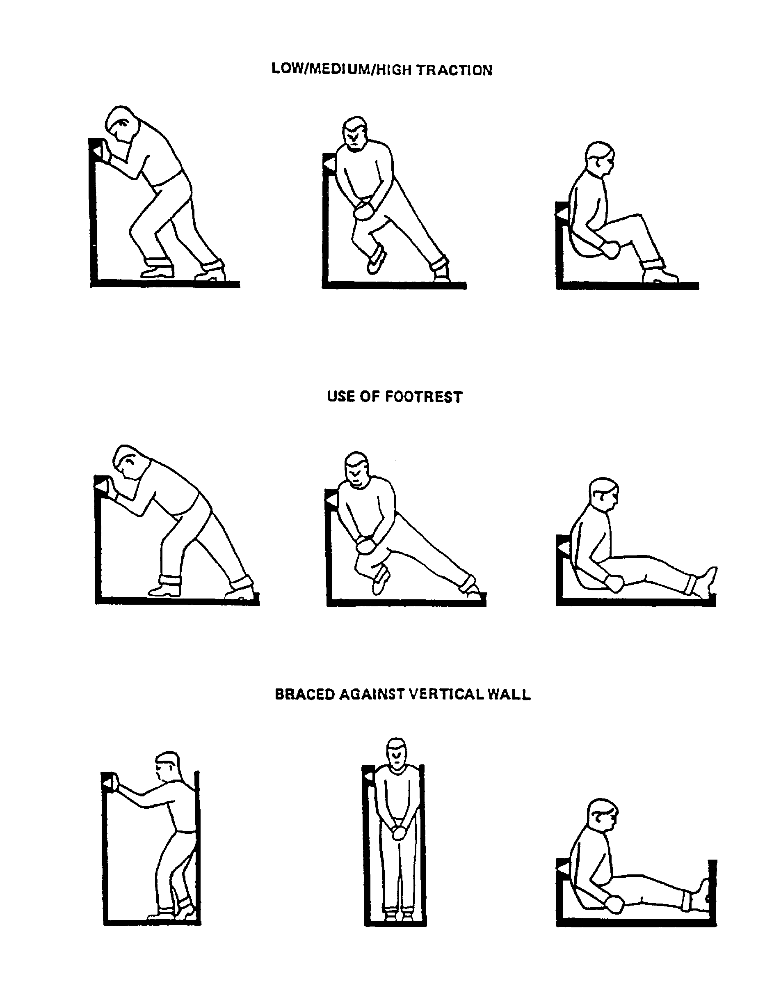 LOW/MEDIUM/HIGH TRACTION
USE OF FOOTREST
BRACED AGAINST VERTICAL WALL